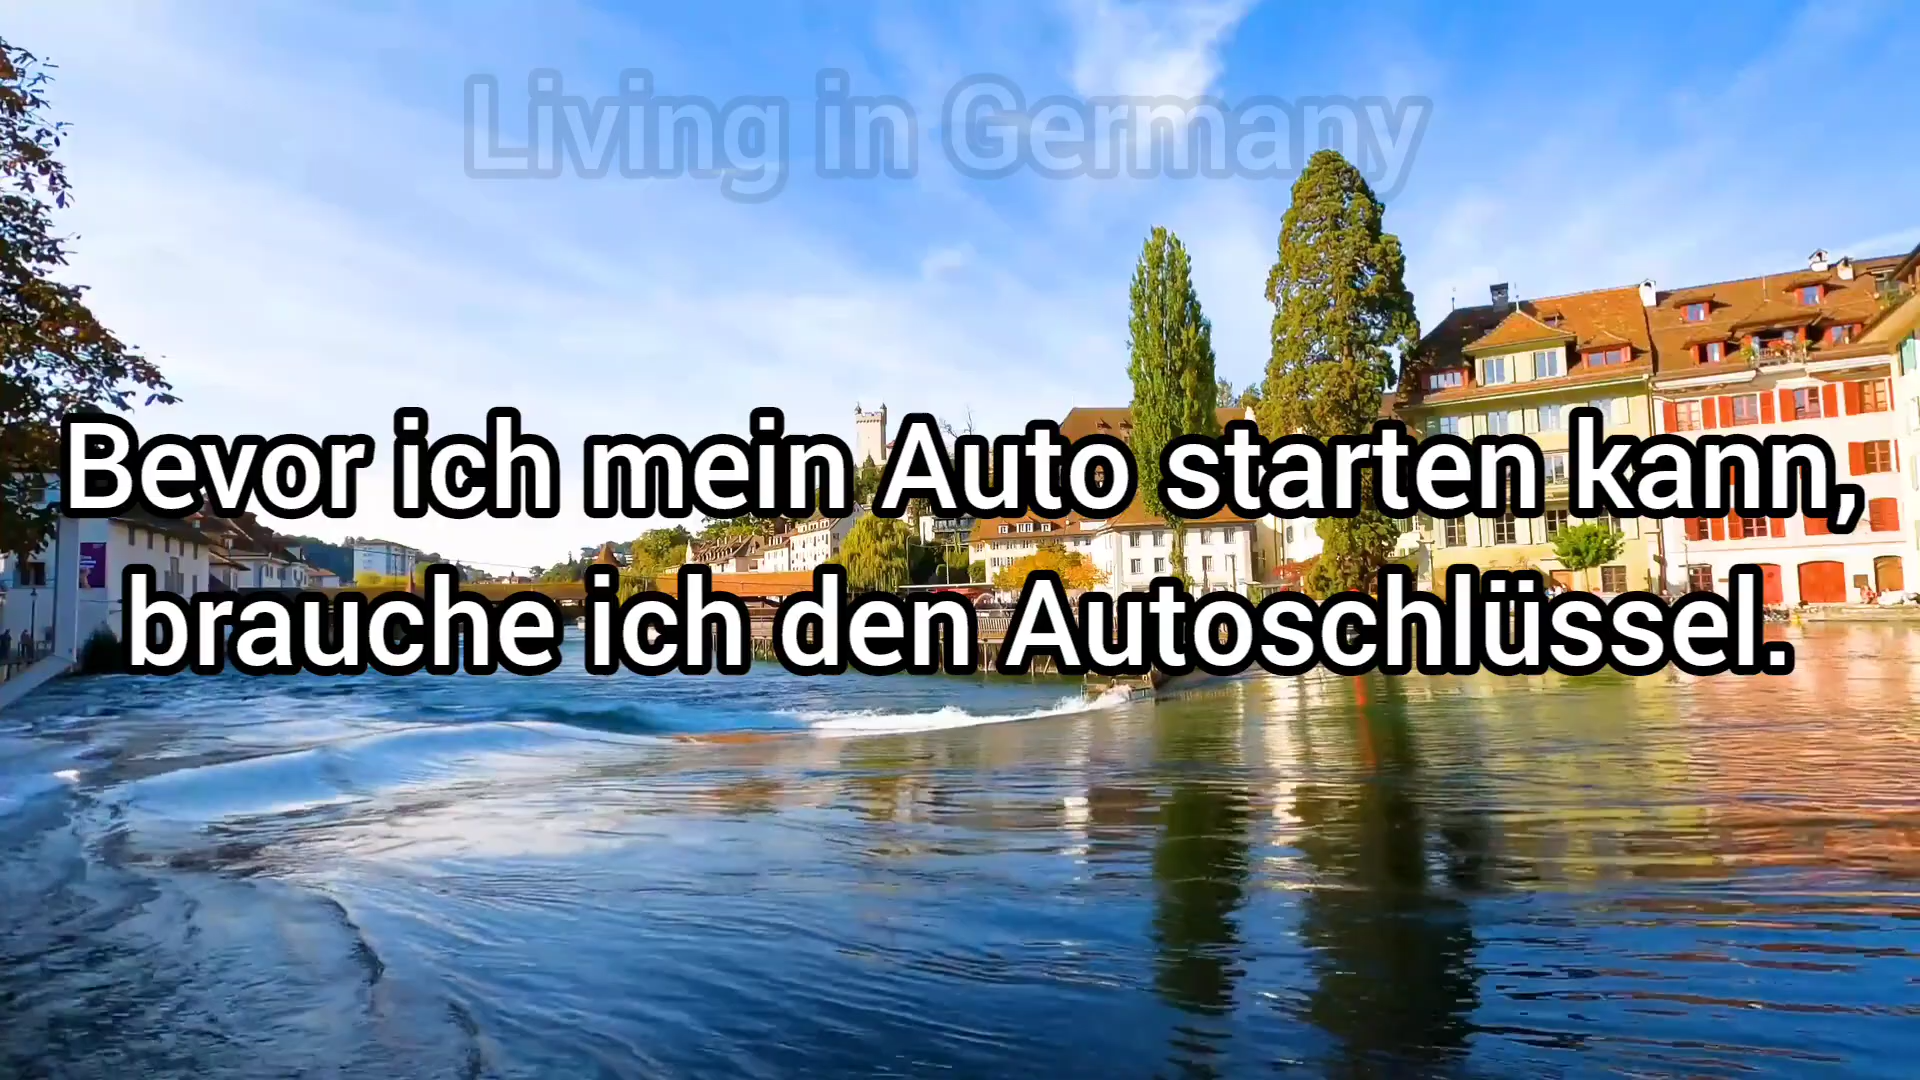 Living in Germany
Bevor ich mein Auto starten kann,
brauche ich den Autoschlüssel.